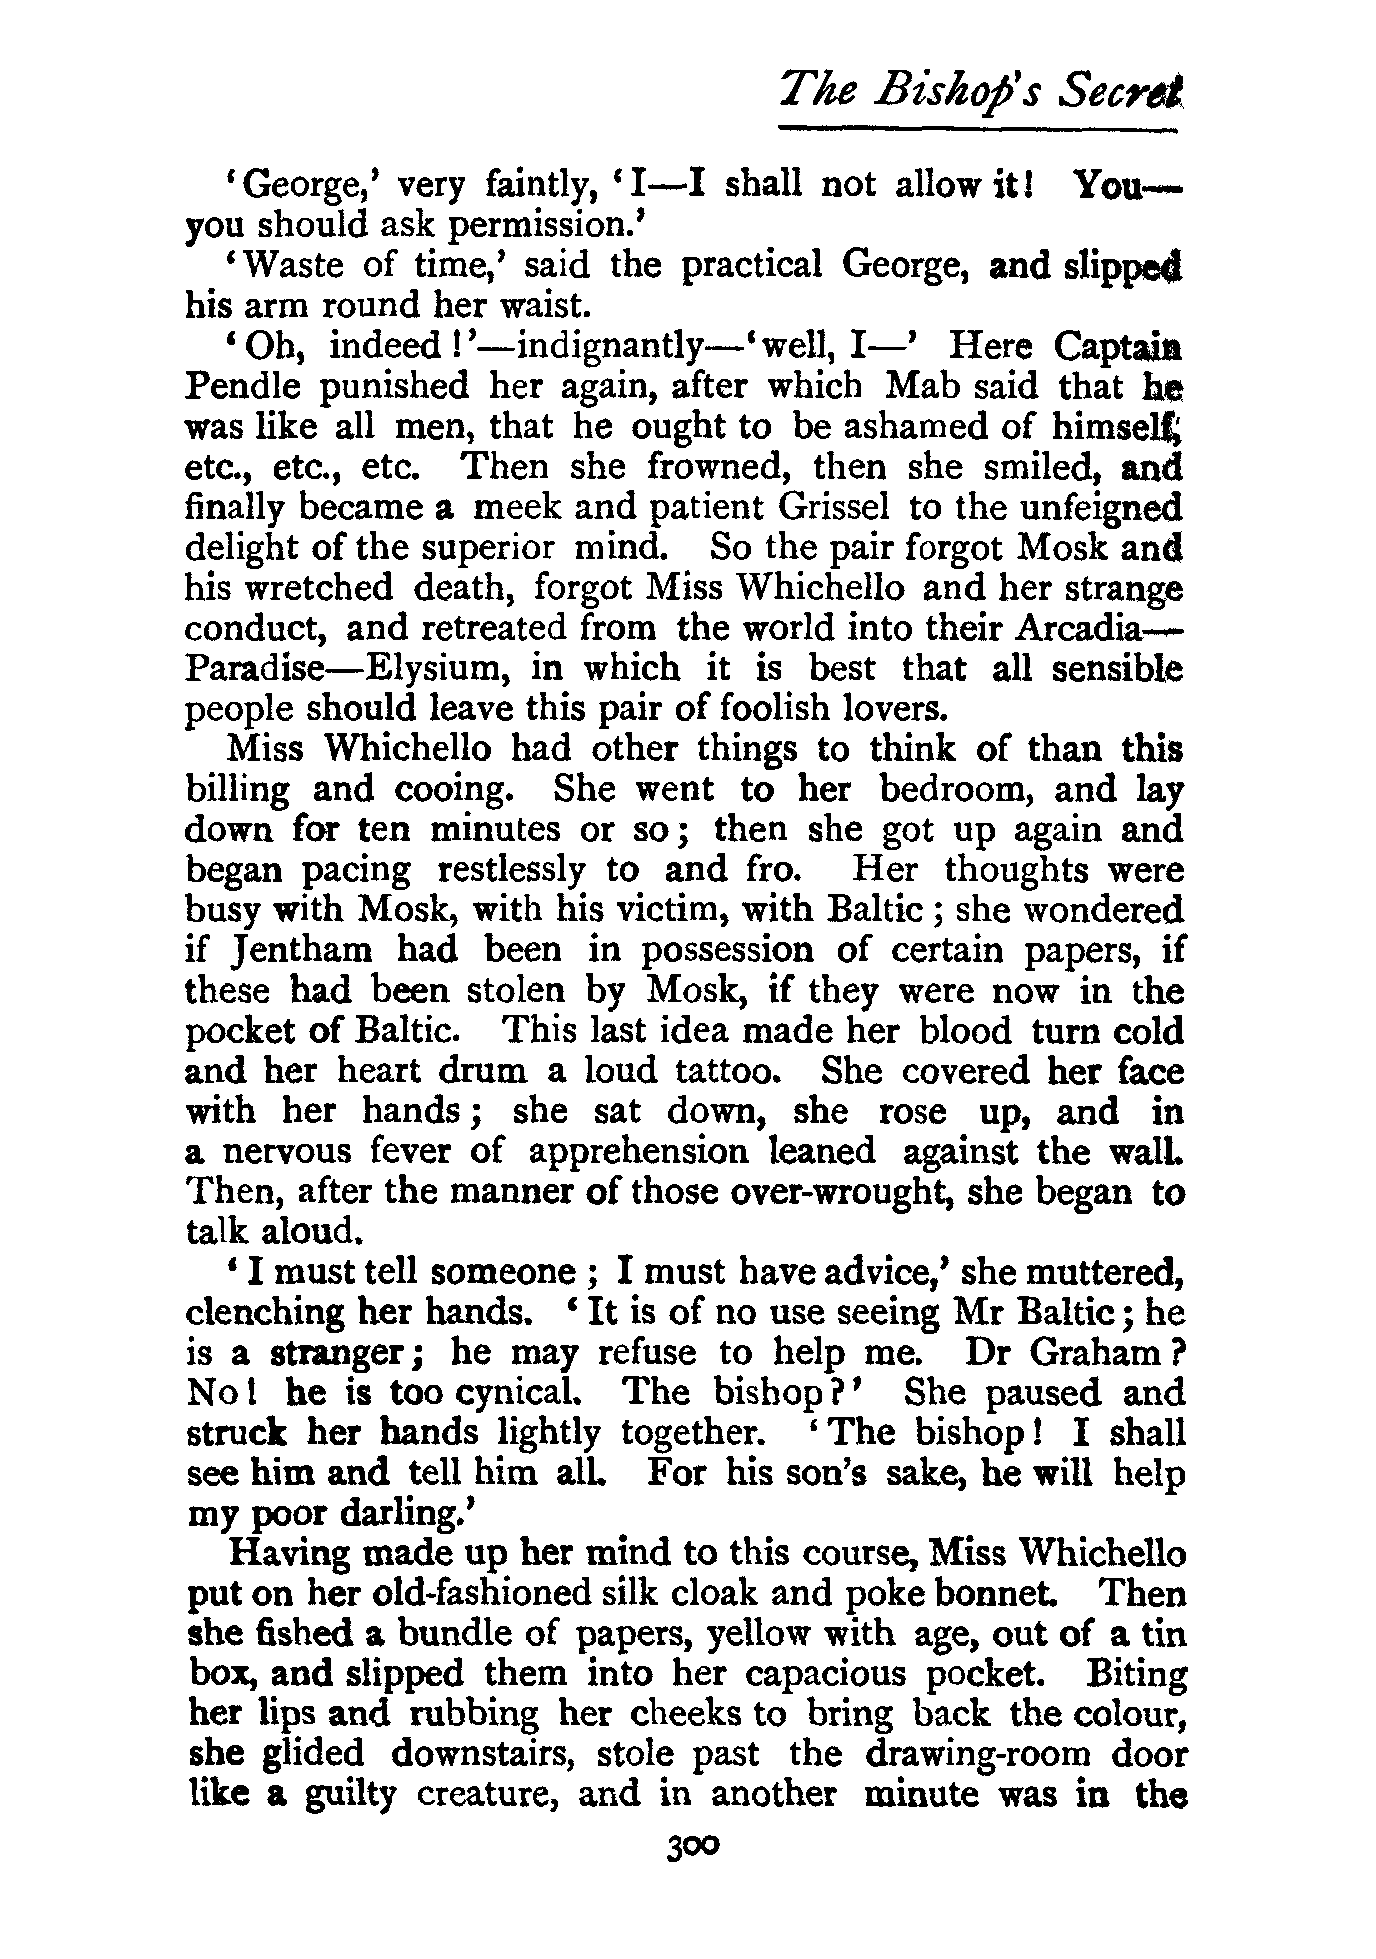 The Bishop's Secret
‘George,’ very faintly, ‘I—I shall not allow it! You—
you should ask permission.’
‘Waste of time,’ said the practical George, and slipped
his arm round her waist.
‘Oh, indeed!’—indignantly—‘well, I—’ Here Captain
Pendle punished her again, after which Mab said that he
was like all men, that he ought to be ashamed of himself,
etc., etc., etc. Then she frowned, then she smiled, and
finally became a meek and patient Grissel to the unfeigned
delight of the superior mind. So the pair forgot Mosk and
his wretched death, forgot Miss Whichello and her strange
conduct, and retreated from the world into their Arcadia—
Paradise—Elysium, in which it is best that all sensible
people should leave this pair of foolish lovers.
Miss Whichello had other things to think of than this
billing and cooing. She went to her bedroom, and lay
down for ten minutes or so; then she got up again and
began pacing restlessly to and fro. Her thoughts were
busy with Mosk, with his victim, with Baltic; she wondered
if Jentham had been in possession of certain papers, if
these had been stolen by Mosk, if they were now in the
pocket of Baltic. This last idea made her blood turn cold
and her heart drum a loud tattoo. She covered her face
with her hands; she sat down, she rose up, and in
a nervous fever of apprehension leaned against the wall.
Then, after the manner of those over-wrought, she began to
talk aloud.
‘I must tell someone; I must have advice,’ she muttered,
clenching her hands. ‘It is of no use seeing Mr Baltic; he
is a stranger; he may refuse to help me. Dr Graham?
No! he is too cynical. The bishop?’ She paused and
struck her hands lightly together. ‘The bishop! I shall
see him and tell him all. For his son's sake, he will help
my poor darling.’
Having made up her mind to this course, Miss Whichello
put on her old-fashioned silk cloak and poke bonnet. Then
she fished a bundle of papers, yellow with age, out of a tin
box, and slipped them into her capacious pocket. Biting
her lips and rubbing her cheeks to bring back the colour,
she glided downstairs, stole past the drawing-room door
like a guilty creature, and in another minute was in the
300